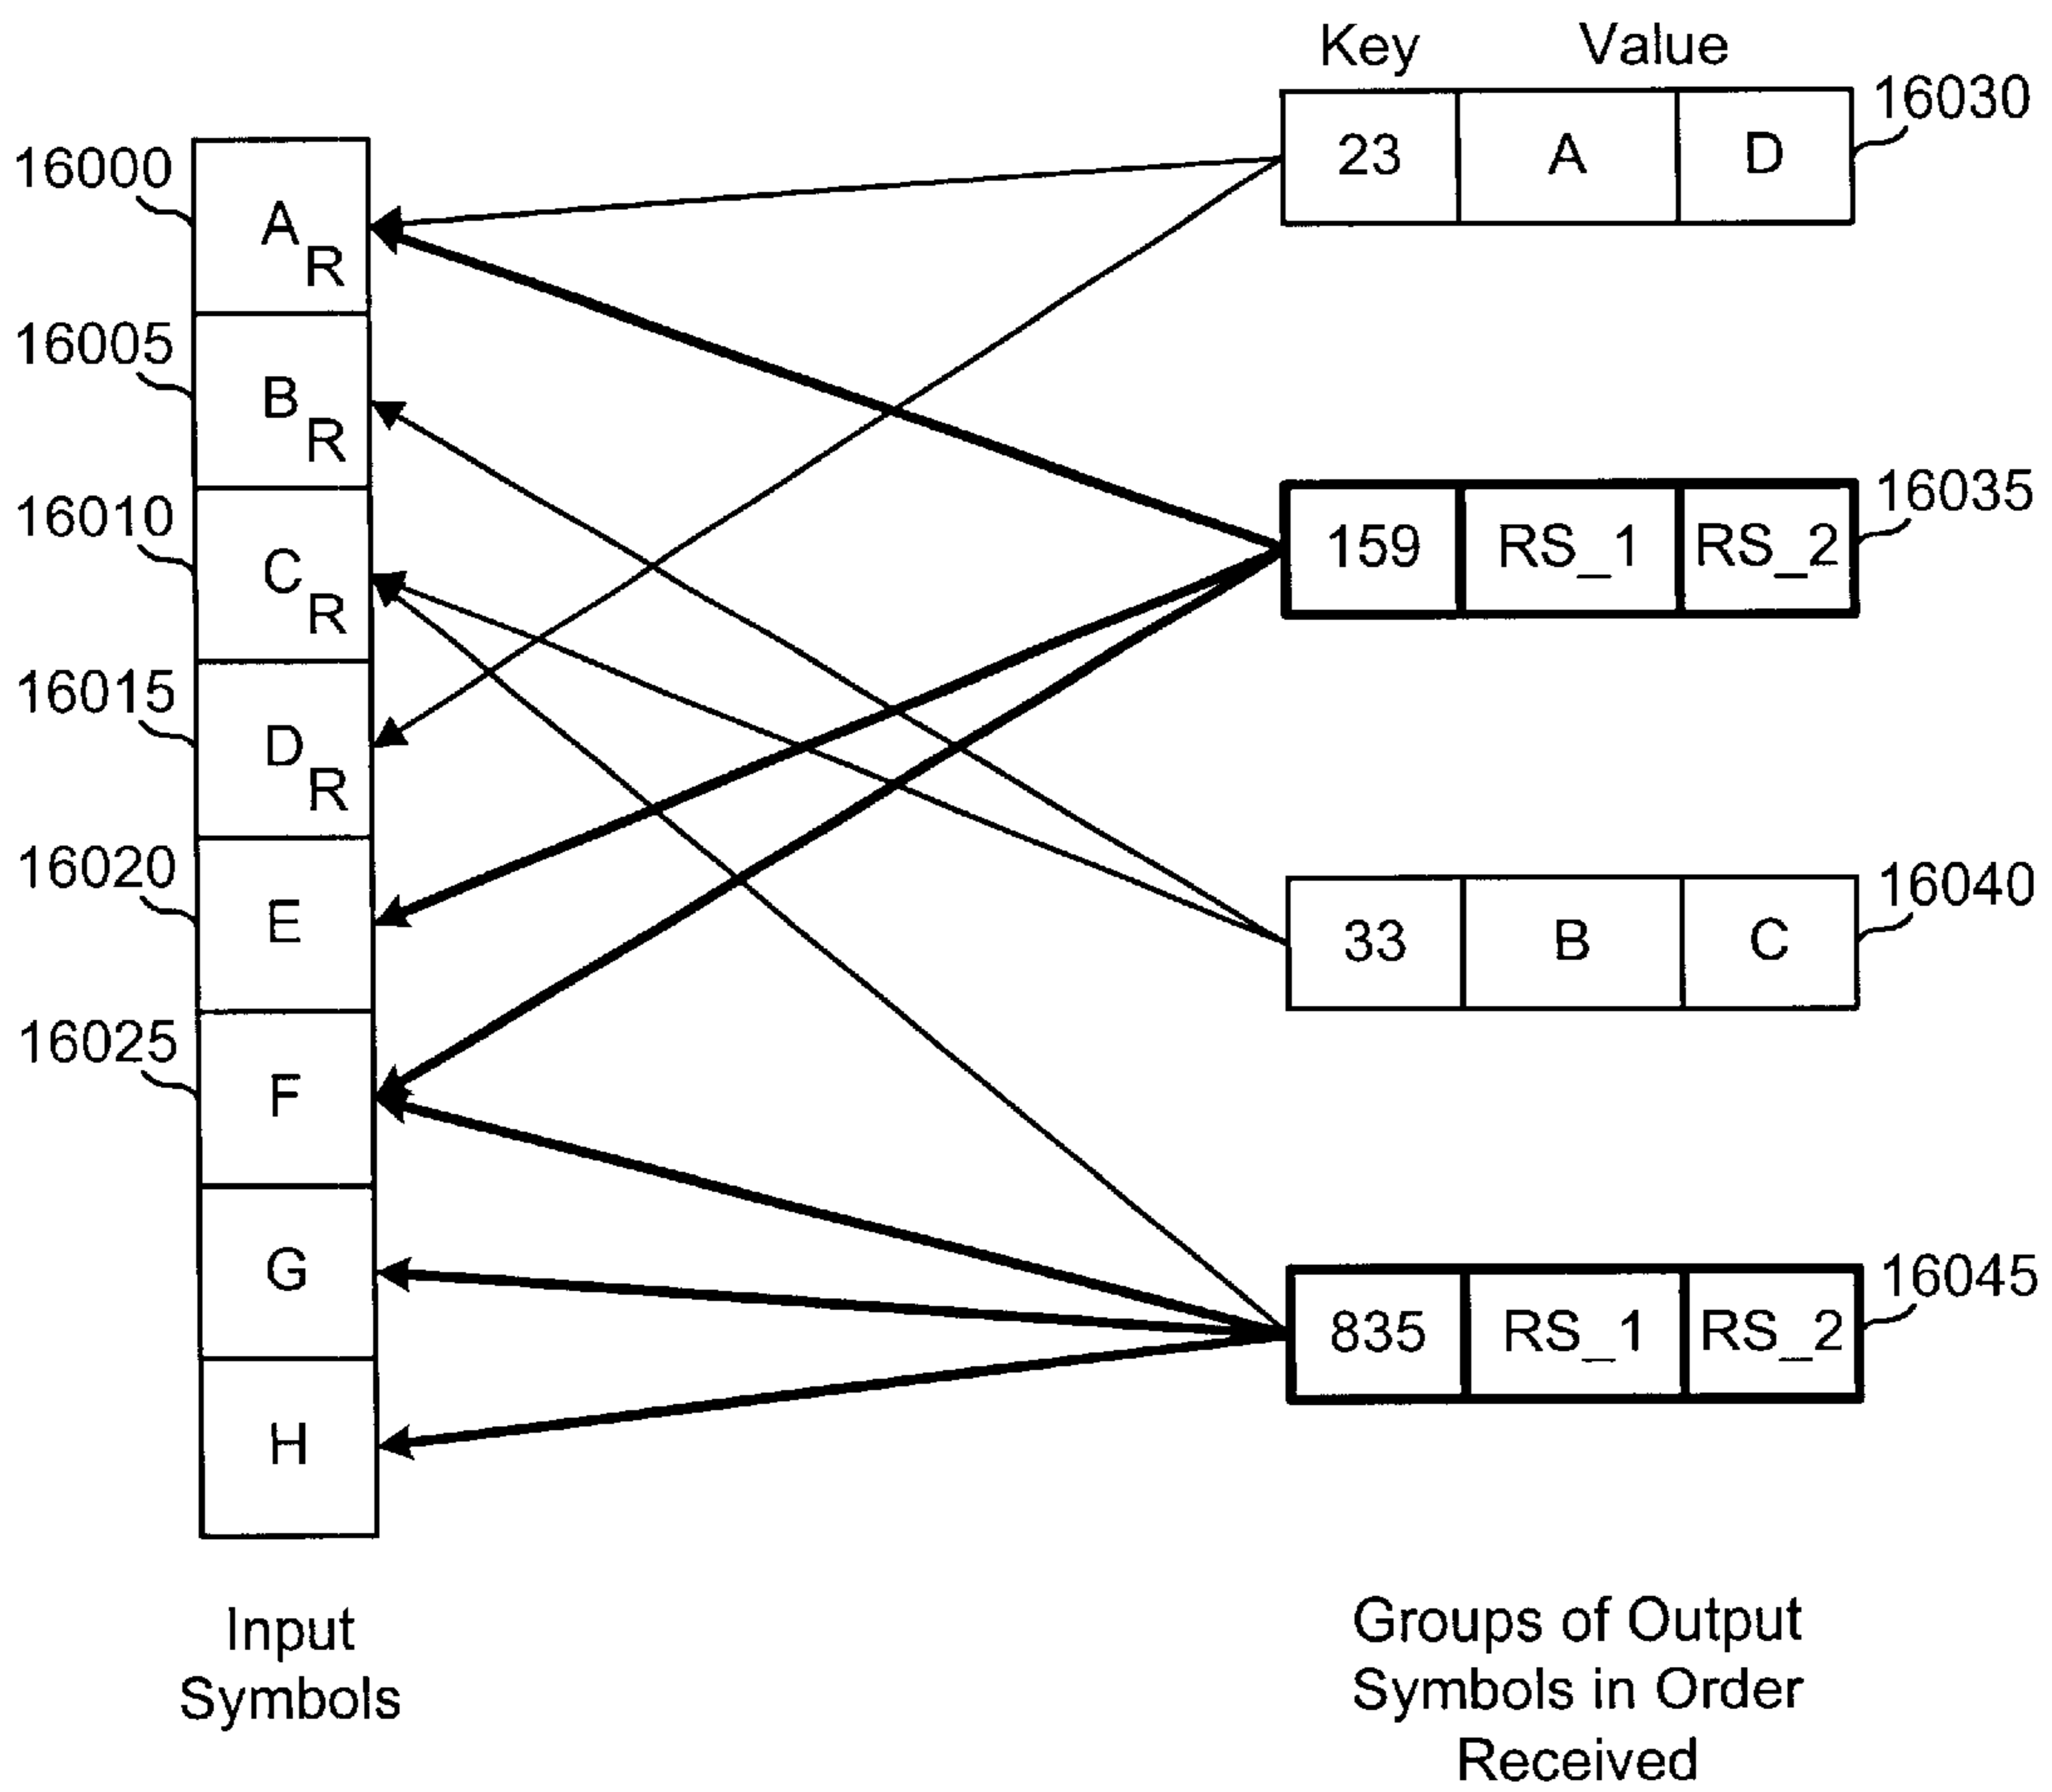 Key Value
23 A D 16030
16000 A R
16005 B R
159 RS_1 RS_2 16035
16010 C R
16015 D R
16020 E
33 B C 16040
16025 F
G
835 RS_1 RS_2 16045
H
Input
Symbols
Groups of Output
Symbols in Order
Received